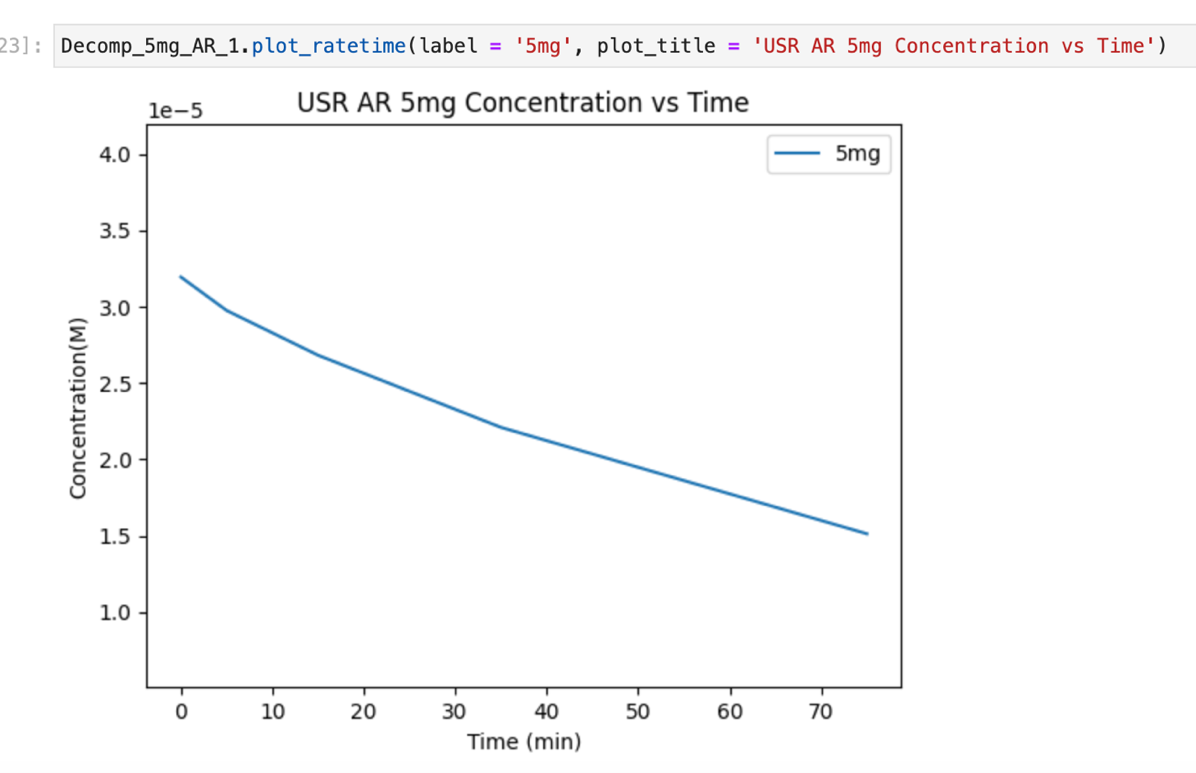 23]: Decomp_5mg_AR_1.plot_ratetime(label = '5mg', plot_title = 'USR AR 5mg Concentration vs Time')
USR AR 5mg Concentration vs Time
1e−5
5mg
4.0
3.5
3.0
2.5
2.0
1.5
1.0
Concentration(M)
0 10 20 30 40 50 60 70
Time (min)